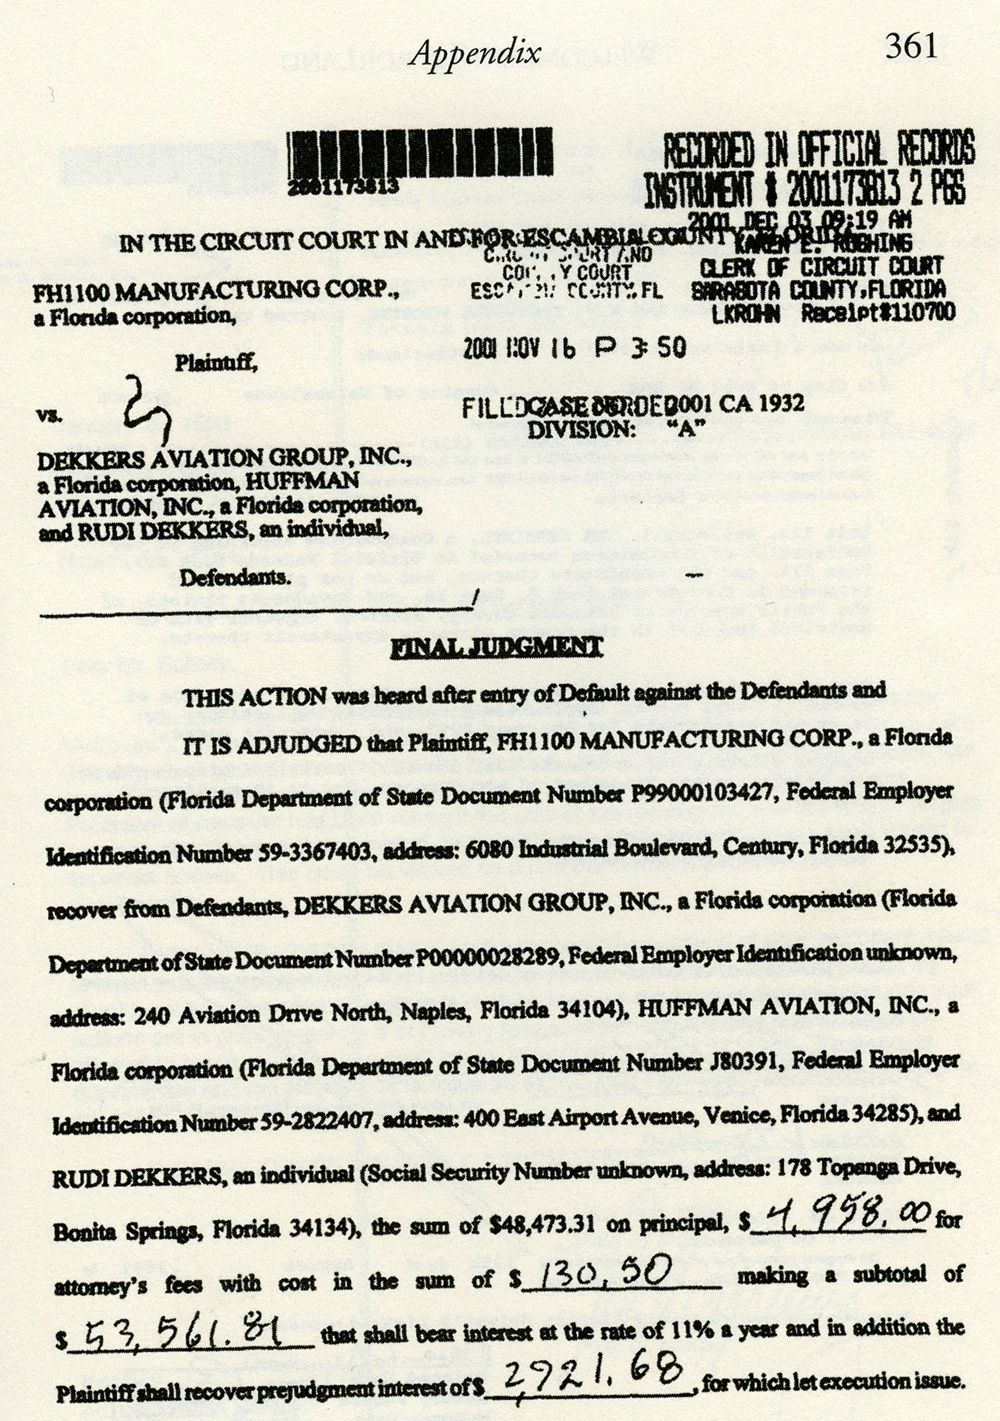 Appendix
361
2001173813
RECORDED IN OFFICIAL RECORDS
INSTRUMENT # 2001173813 2 PGS
2001 DEC 03 09:19 AM
KAREN E. RUSHING
CLERK OF CIRCUIT COURT
SARASOTA COUNTY, FLORIDA
LKROHN Receipt#110700
IN THE CIRCUIT COURT IN AND FOR ESCAMBIA COUNTY, FLORIDA
COURT AND
COUNTY COURT
ESCAMBIA COUNTY, FL
2001 NOV 16 P 3:50
FH1100 MANUFACTURING CORP.,
a Florida corporation,
Plaintiff,
vs.
CASE 2001 CA 1932
DIVISION: "A"
DEKKERS AVIATION GROUP, INC.,
a Florida corporation, HUFFMAN
AVIATION, INC., a Florida corporation,
and RUDI DEKKERS, an individual,
Defendants.
FINAL JUDGMENT
THIS ACTION was heard after entry of Default against the Defendants and
IT IS ADJUDGED that Plaintiff, FH1100 MANUFACTURING CORP., a Florida
corporation (Florida Department of State Document Number P99000103427, Federal Employer
Identification Number 59-3367403, address: 6080 Industrial Boulevard, Century, Florida 32535),
recover from Defendants, DEKKERS AVIATION GROUP, INC., a Florida corporation (Florida
Department of State Document Number P00000028289, Federal Employer Identification unknown,
address: 240 Aviation Drive North, Naples, Florida 34104), HUFFMAN AVIATION, INC., a
Florida corporation (Florida Department of State Document Number J80391, Federal Employer
Identification Number 59-2822407, address: 400 East Airport Avenue, Venice, Florida 34285), and
RUDI DEKKERS, an individual (Social Security Number unknown, address: 178 Topanga Drive,
Bonita Springs, Florida 34134), the sum of $48,473.31 on principal, $ 4,958.00 for
attorney's fees with cost in the sum of $ 130.50 making a subtotal of
$ 53,561.81 that shall bear interest at the rate of 11% a year and in addition the
Plaintiff shall recover prejudgment interest of $ 2,921.68, for which let execution issue.